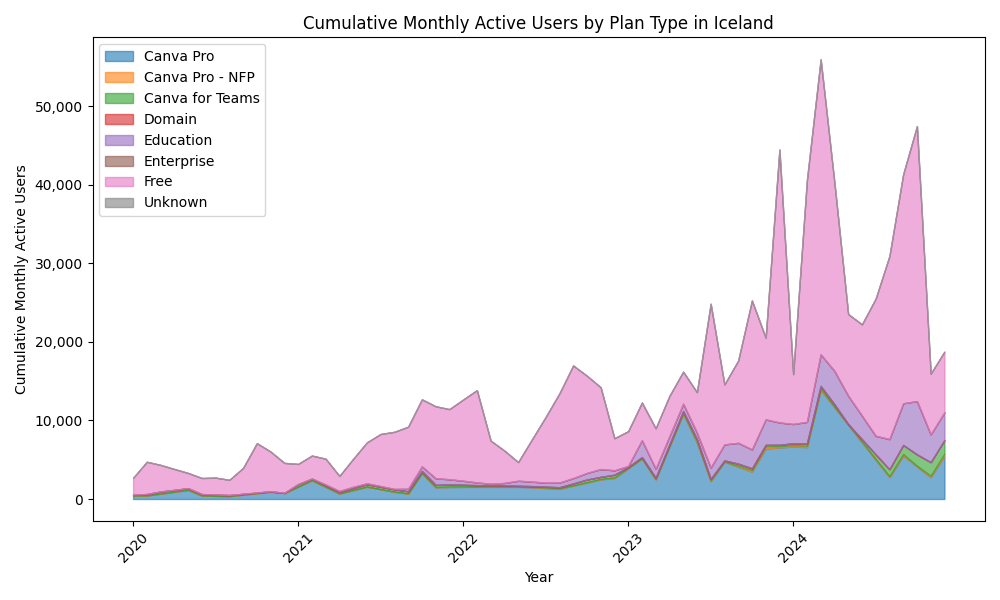 Cumulative Monthly Active Users by Plan Type in Iceland
Canva Pro
Canva Pro - NFP
Canva for Teams
Domain
Education
Enterprise
Free
Unknown
Cumulative Monthly Active Users
50,000
40,000
30,000
20,000
10,000
0
2020
2021
2022
2023
2024
Year